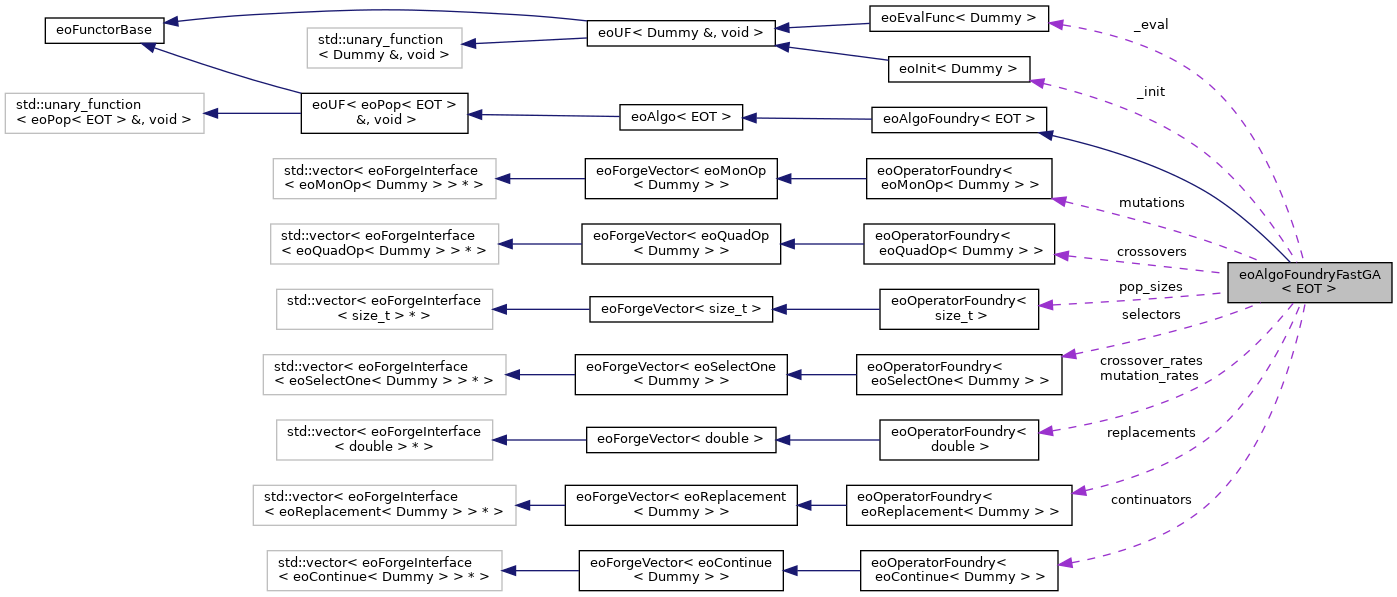 eoFunctorBase
std::unary_function
< Dummy &, void >
eoUF< Dummy &, void >
eoEvalFunc< Dummy >
_eval
eoInit< Dummy >
_init
std::unary_function
< eoPop< EOT > &, void >
eoUF< eoPop< EOT >
&, void >
eoAlgo< EOT >
eoAlgoFoundry< EOT >
std::vector< eoForgeInterface
< eoMonOp< Dummy > > * >
eoForgeVector< eoMonOp
< Dummy > >
eoOperatorFoundry<
eoMonOp< Dummy > >
mutations
std::vector< eoForgeInterface
< eoQuadOp< Dummy > > * >
eoForgeVector< eoQuadOp
< Dummy > >
eoOperatorFoundry<
eoQuadOp< Dummy > >
crossovers
eoAlgoFoundryFastGA
< EOT >
std::vector< eoForgeInterface
< size_t > * >
eoForgeVector< size_t >
eoOperatorFoundry<
size_t >
pop_sizes
selectors
std::vector< eoForgeInterface
< eoSelectOne< Dummy > > * >
eoForgeVector< eoSelectOne
< Dummy > >
eoOperatorFoundry<
eoSelectOne< Dummy > >
crossover_rates
mutation_rates
std::vector< eoForgeInterface
< double > * >
eoForgeVector< double >
eoOperatorFoundry<
double >
replacements
std::vector< eoForgeInterface
< eoReplacement< Dummy > > * >
eoForgeVector< eoReplacement
< Dummy > >
eoOperatorFoundry<
eoReplacement< Dummy > >
continuators
std::vector< eoForgeInterface
< eoContinue< Dummy > > * >
eoForgeVector< eoContinue
< Dummy > >
eoOperatorFoundry<
eoContinue< Dummy > >